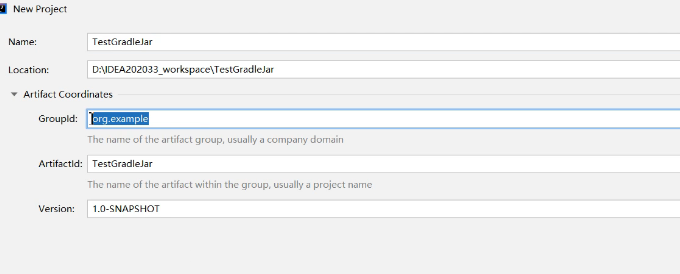 New Project
Name: TestGradleJar
Location: D:\IDEA202033_workspace\TestGradleJar
Artifact Coordinates
GroupId: org.example
The name of the artifact group, usually a company domain
ArtifactId: TestGradleJar
The name of the artifact within the group, usually a project name
Version: 1.0-SNAPSHOT